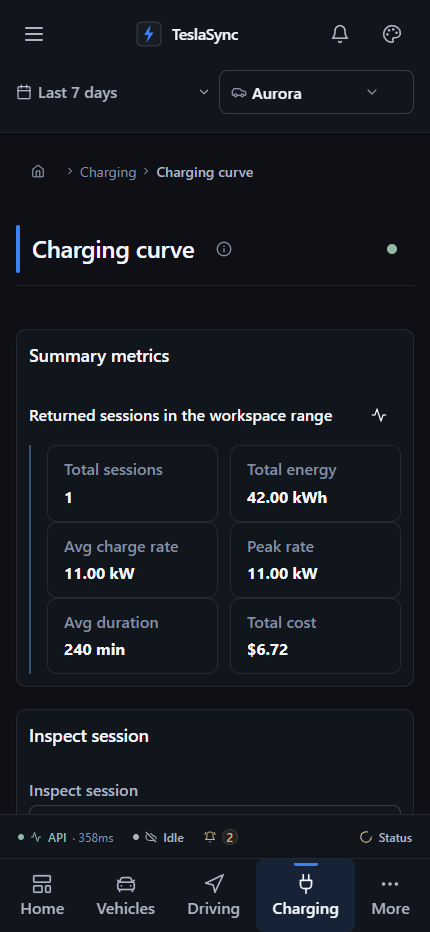 TeslaSync
Last 7 days
Aurora
Charging
Charging curve
Charging curve
Summary metrics
Returned sessions in the workspace range
Total sessions
1
Total energy
42.00 kWh
Avg charge rate
11.00 kW
Peak rate
11.00 kW
Avg duration
240 min
Total cost
$6.72
Inspect session
Inspect session
API · 358ms
Idle
2
Status
Home
Vehicles
Driving
Charging
More